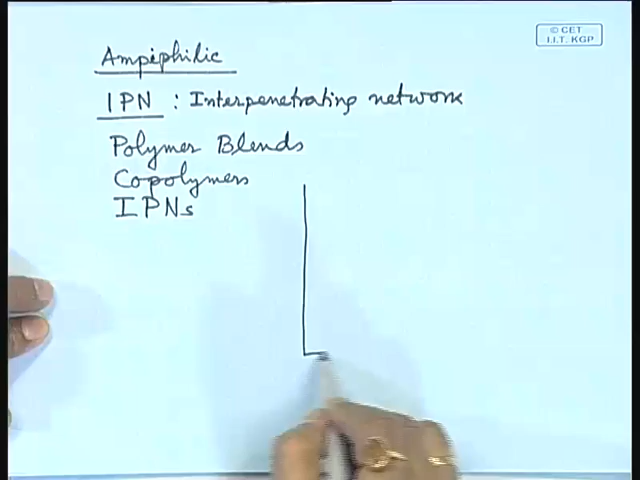 © CET
I.I.T. KGP
Ampiphilic
IPN : Interpenetrating network
Polymer Blends
Copolymers
IPNs